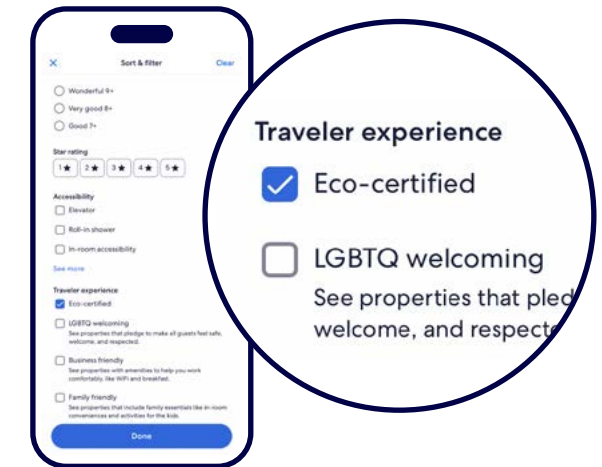 Sort & filter
Clear
Wonderful 9+
Very good 8+
Good 7+
Star rating
1★ 2★ 3★ 4★ 5★
Accessibility
Elevator
Roll-in shower
In-room accessibility
See more
Traveler experience
Eco-certified
LGBTQ welcoming
See properties that pledge to make all guests feel safe,
welcome, and respected.
Business friendly
See properties with amenities to help you work
comfortably, like WiFi and breakfast.
Family friendly
See properties that include family essentials like in-room
conveniences and activities for the kids.
Done
Traveler experience
Eco-certified
LGBTQ welcoming
See properties that pled
welcome, and respecte